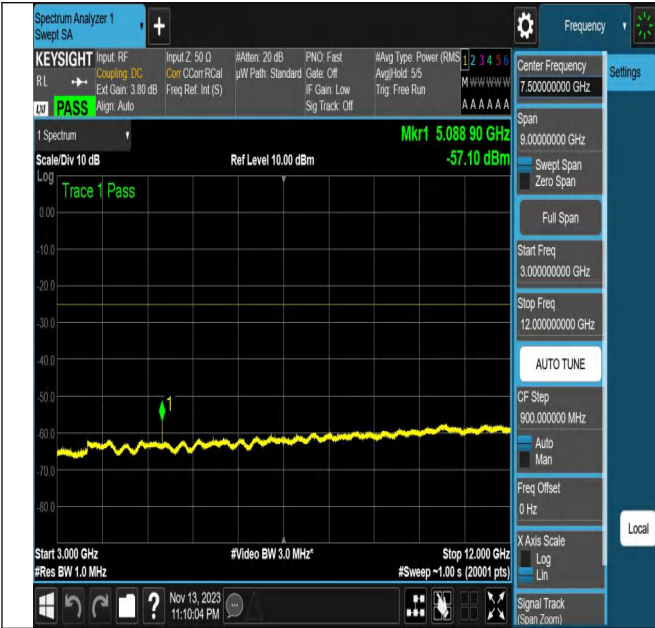 Spectrum Analyzer 1
Swept SA
Frequency
KEYSIGHT
RL
LXI
PASS
Input: RF
Coupling: DC
Ext Gain: 3.80 dB
Align: Auto
Input Z: 50 Ω
Corr CCorr RCal
Freq Ref: Int (S)
#Atten: 20 dB
µW Path: Standard
PNO: Fast
Gate: Off
IF Gain: Low
Sig Track: Off
#Avg Type: Power (RMS
Avg|Hold: 5/5
Trig: Free Run
1 2 3 4 5 6
M W W W W W
A A A A A A
1 Spectrum
Scale/Div 10 dB
Ref Level 10.00 dBm
Mkr1 5.088 90 GHz
-57.10 dBm
Log
Trace 1 Pass
0.00
-10.0
-20.0
-30.0
-40.0
-50.0
-60.0
-70.0
-80.0
1
Start 3.000 GHz
#Res BW 1.0 MHz
#Video BW 3.0 MHz*
Stop 12.000 GHz
#Sweep ~1.00 s (20001 pts)
?
Nov 13, 2023
11:10:04 PM
Center Frequency
7.50000000 GHz
Settings
Span
9.00000000 GHz
Swept Span
Zero Span
Full Span
Start Freq
3.000000000 GHz
Stop Freq
12.000000000 GHz
AUTO TUNE
CF Step
900.000000 MHz
Auto
Man
Freq Offset
0 Hz
X Axis Scale
Log
Lin
Local
Signal Track
(Span Zoom)